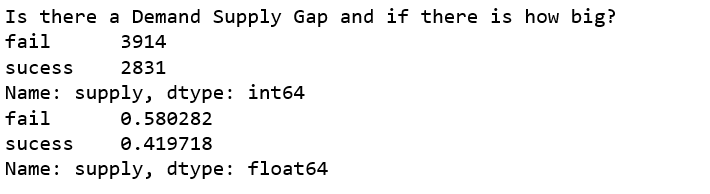 Is there a Demand Supply Gap and if there is how big?
fail      3914
sucess    2831
Name: supply, dtype: int64
fail      0.580282
sucess    0.419718
Name: supply, dtype: float64